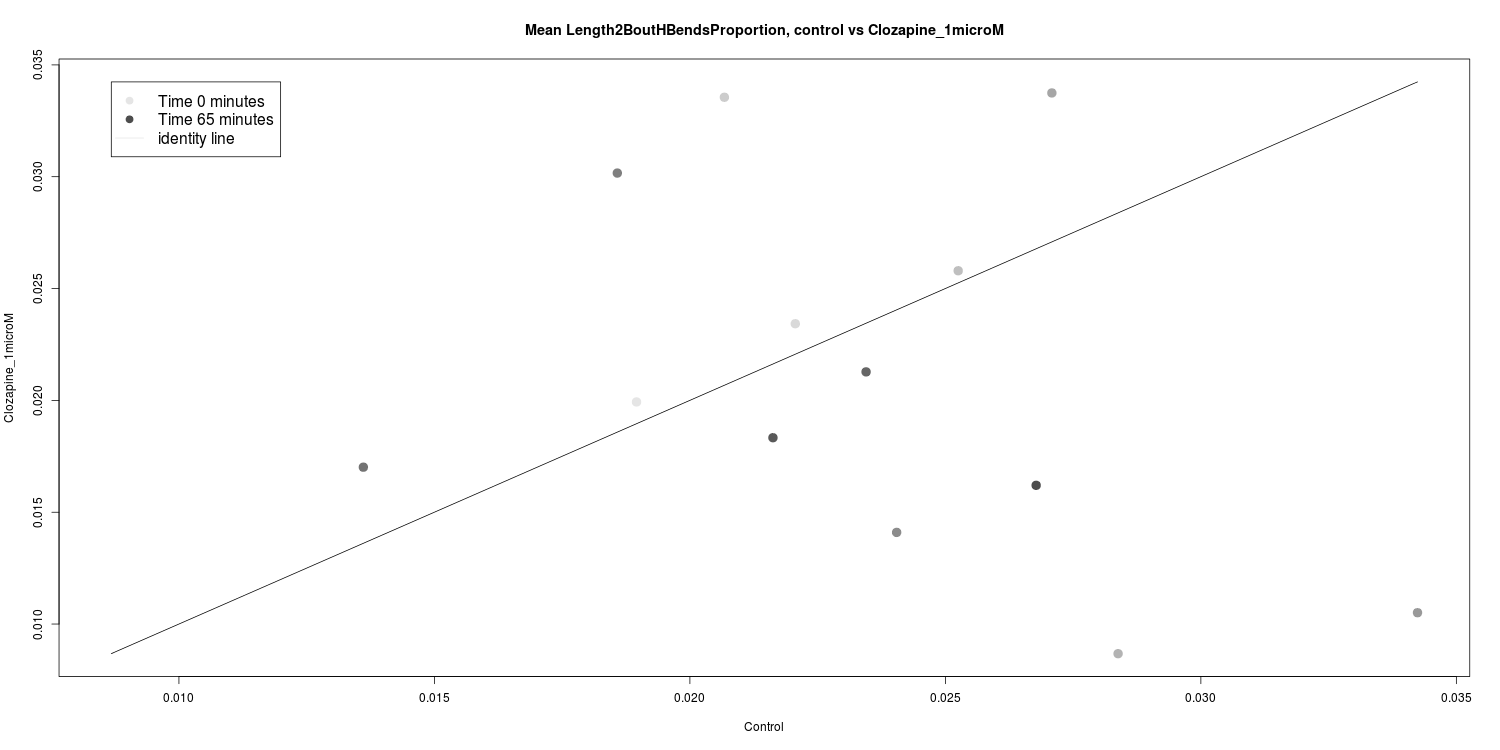 Mean Length2BoutHBendsProportion, control vs Clozapine_1microM
Time 0 minutes
Time 65 minutes
identity line
Clozapine_1microM
0.035
0.030
0.025
0.020
0.015
0.010
0.010
0.015
0.020
0.025
0.030
0.035
Control